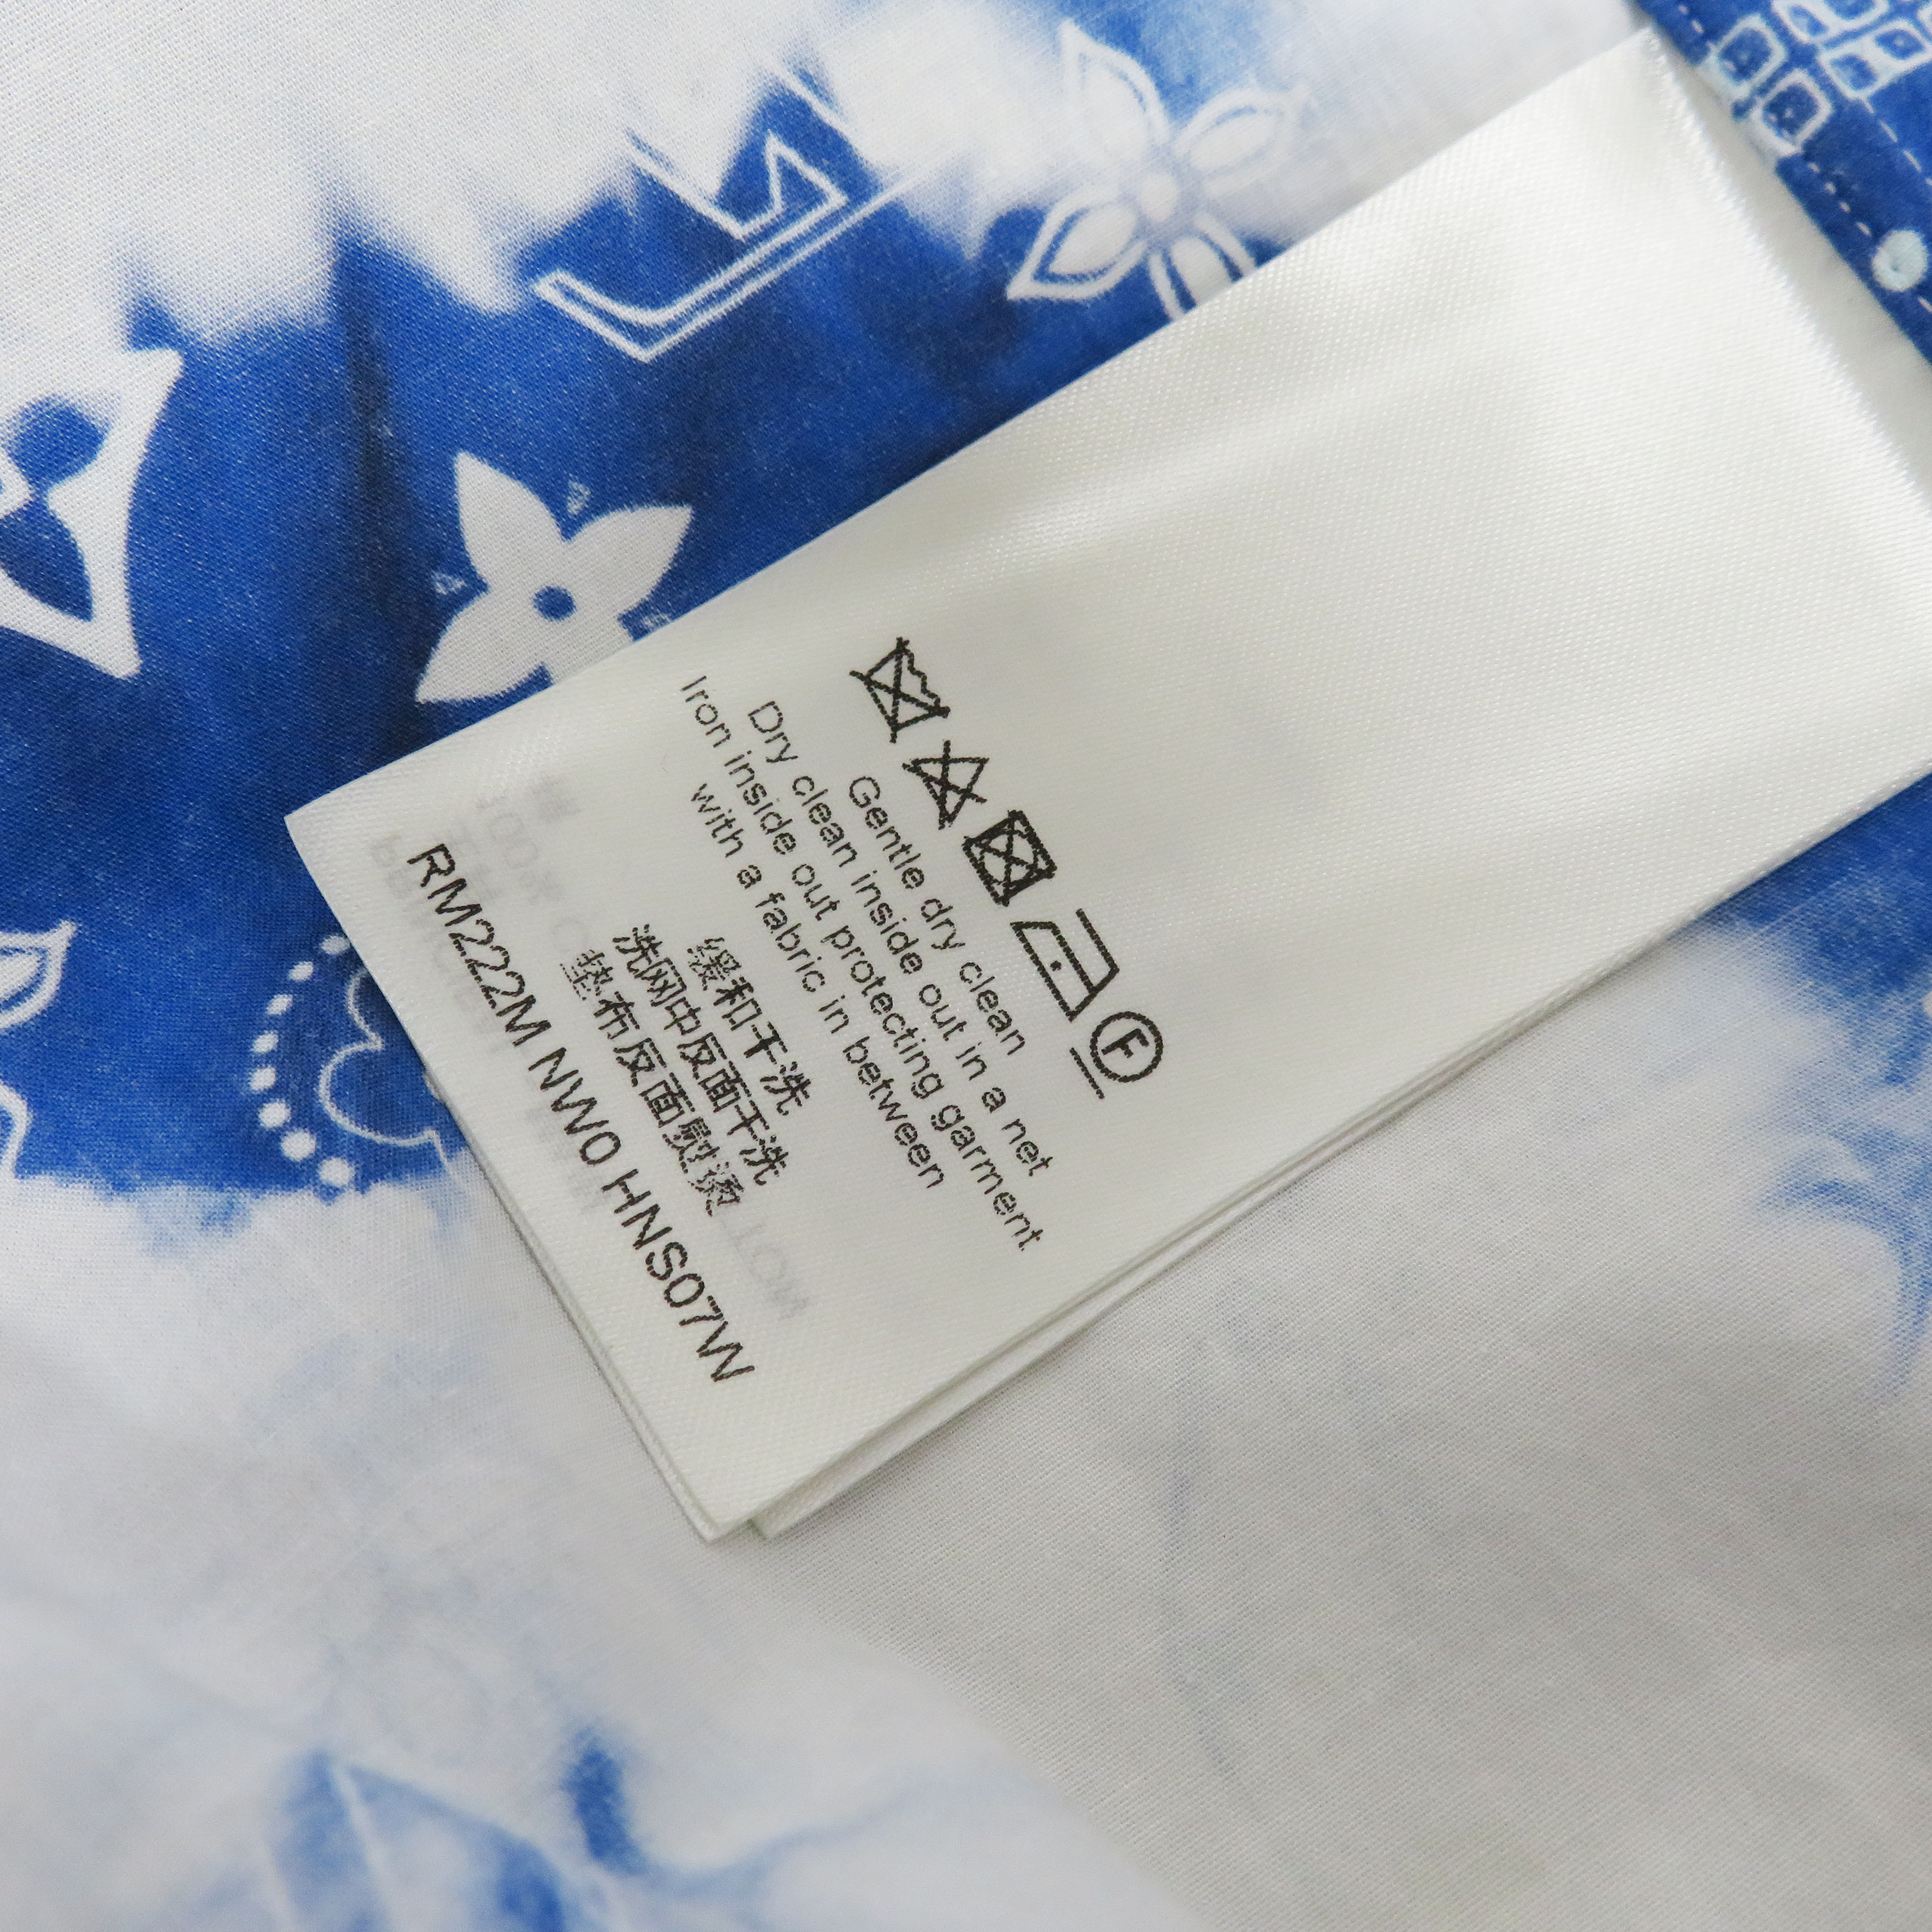 F
Gentle dry clean
Dry clean inside out in a net
Iron inside out protecting garment
with a fabric in between
缓和干洗
洗网中反面干洗
垫布反面熨烫
RM222M NW0 HNS07W